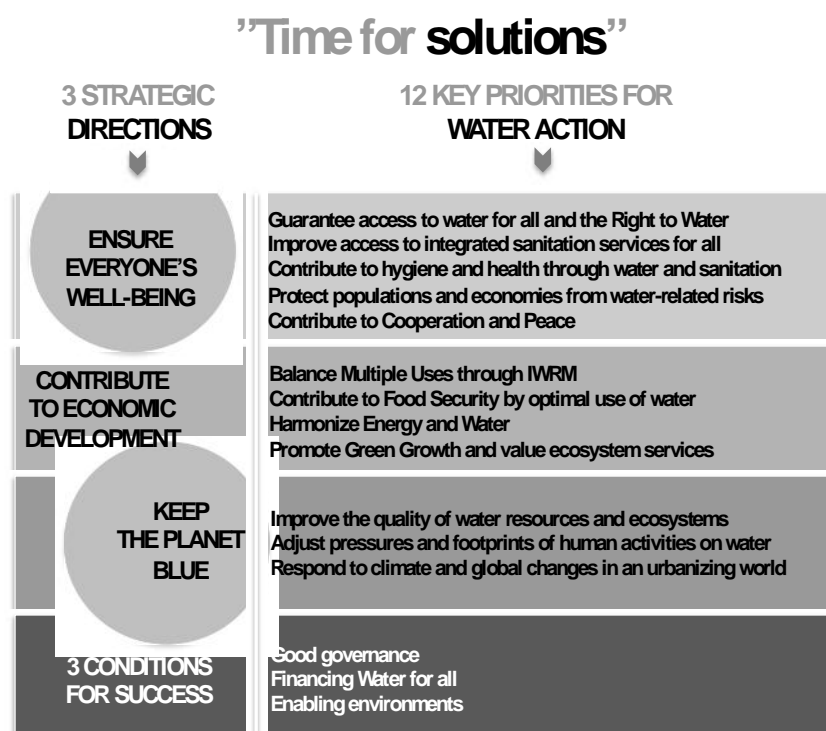 ”Time for solutions”
3 STRATEGIC
DIRECTIONS
12 KEY PRIORITIES FOR
WATER ACTION
ENSURE
EVERYONE’S
WELL-BEING
Guarantee access to water for all and the Right to Water
Improve access to integrated sanitation services for all
Contribute to hygiene and health through water and sanitation
Protect populations and economies from water-related risks
Contribute to Cooperation and Peace
CONTRIBUTE
TO ECONOMIC
DEVELOPMENT
Balance Multiple Uses through IWRM
Contribute to Food Security by optimal use of water
Harmonize Energy and Water
Promote Green Growth and value ecosystem services
KEEP
THE PLANET
BLUE
Improve the quality of water resources and ecosystems
Adjust pressures and footprints of human activities on water
Respond to climate and global changes in an urbanizing world
3 CONDITIONS
FOR SUCCESS
Good governance
Financing Water for all
Enabling environments